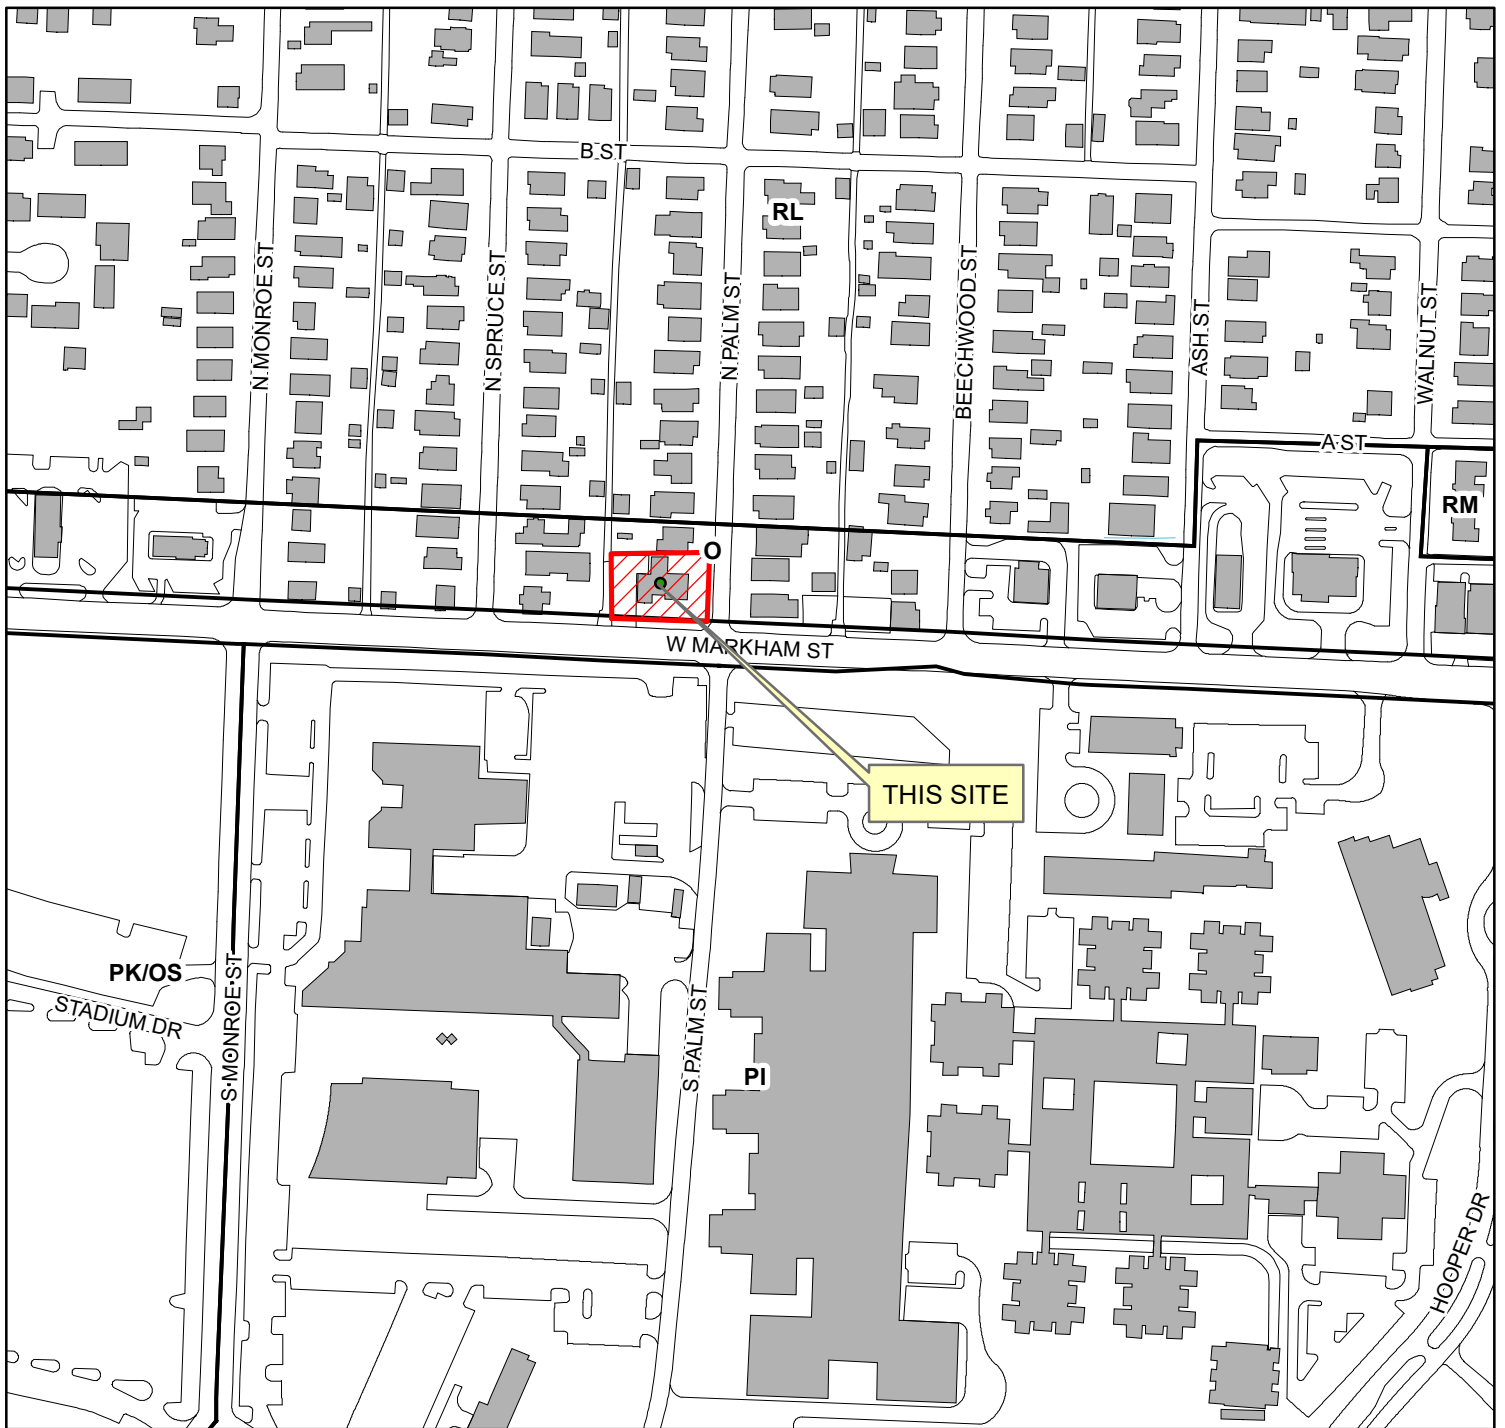 B ST
RL
N MONROE ST
N SPRUCE ST
N PALM ST
BEECHWOOD ST
ASH ST
WALNUT ST
A ST
RM
O
W MARKHAM ST
THIS SITE
PK/OS
STADIUM DR
S MONROE ST
S PALM ST
PI
HOOPER DR